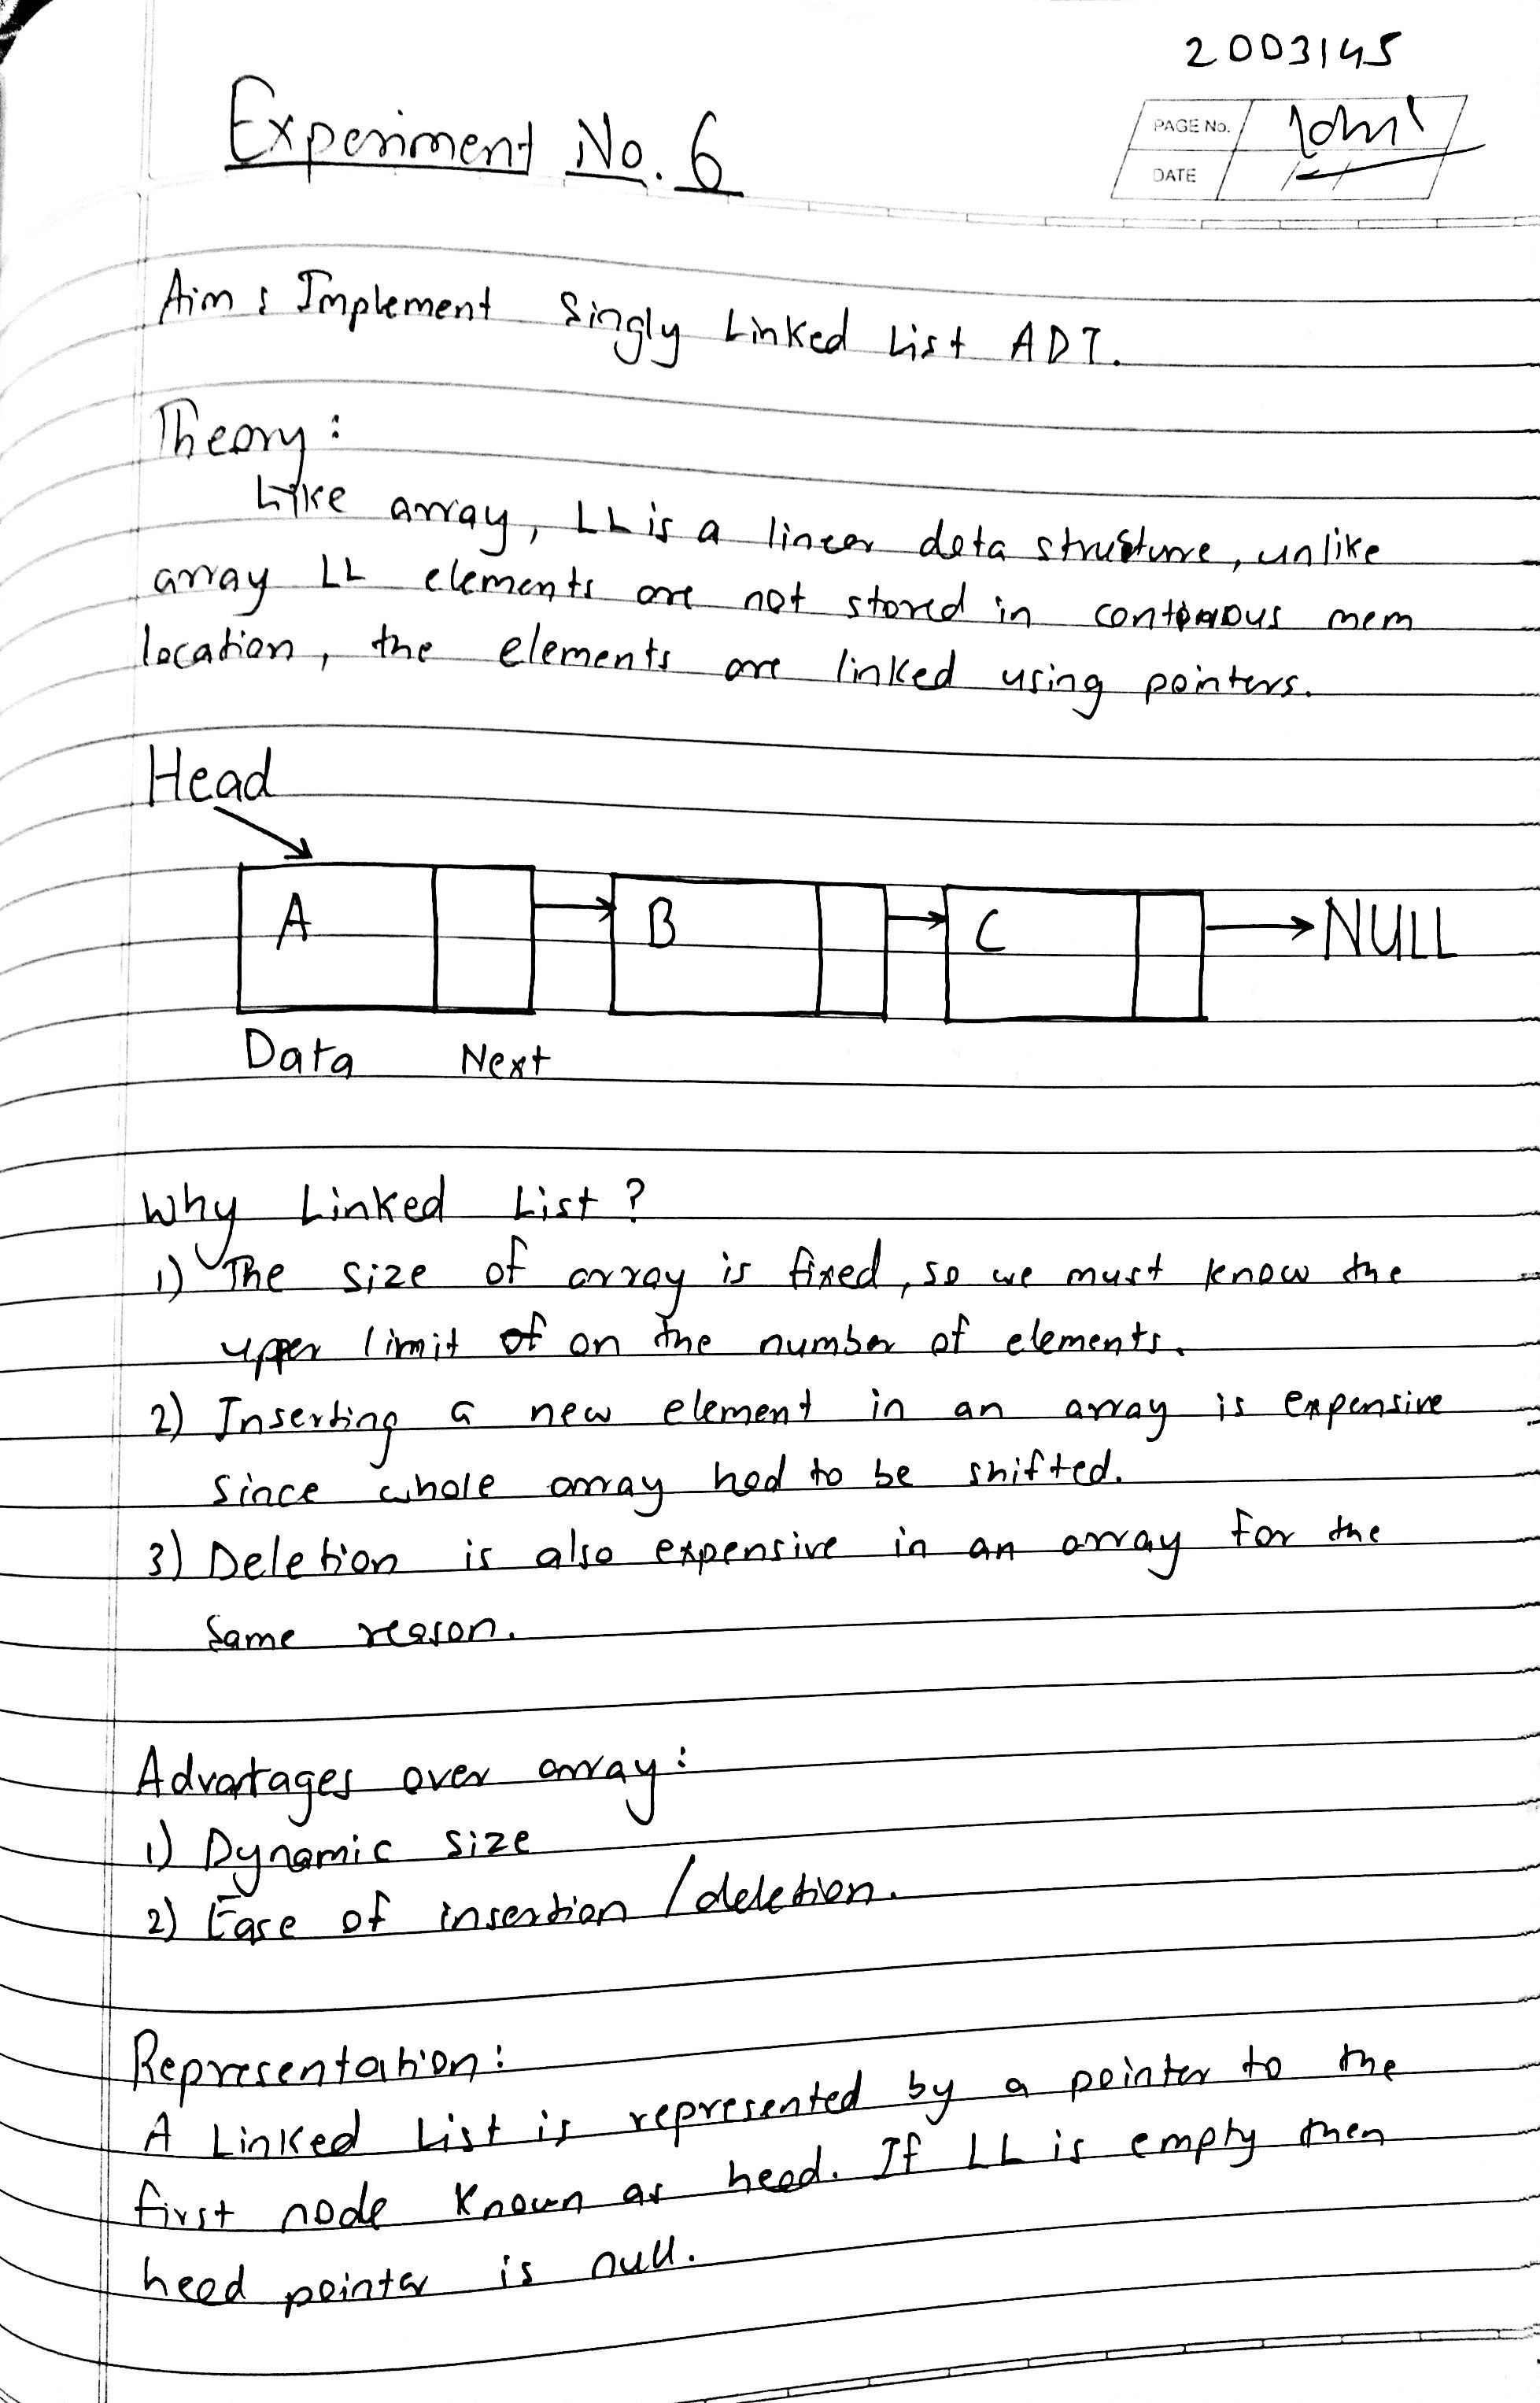 2003145
PAGE No.
DATE
Experiment No. 6
Aim : Implement Singly Linked List ADT.
Theory :
Like array, LL is a linear data structure, unlike
array LL elements are not stored in mem
location, the elements are linked using pointers.
Head
A B C NULL
Data Next
Why Linked List ?
1) The size of array is fixed, so we must know the
upper limit of on the number of elements.
2) Inserting a new element in an array is expensive
since whole array had to be shifted.
3) Deletion is also expensive in an array for the
same reason.
Advatages over array :
1) Dynamic size
2) Ease of insertion / deletion.
Representation :
A Linked List is represented by a pointer to the
first node known as head. If LL is empty then
head pointer is null.